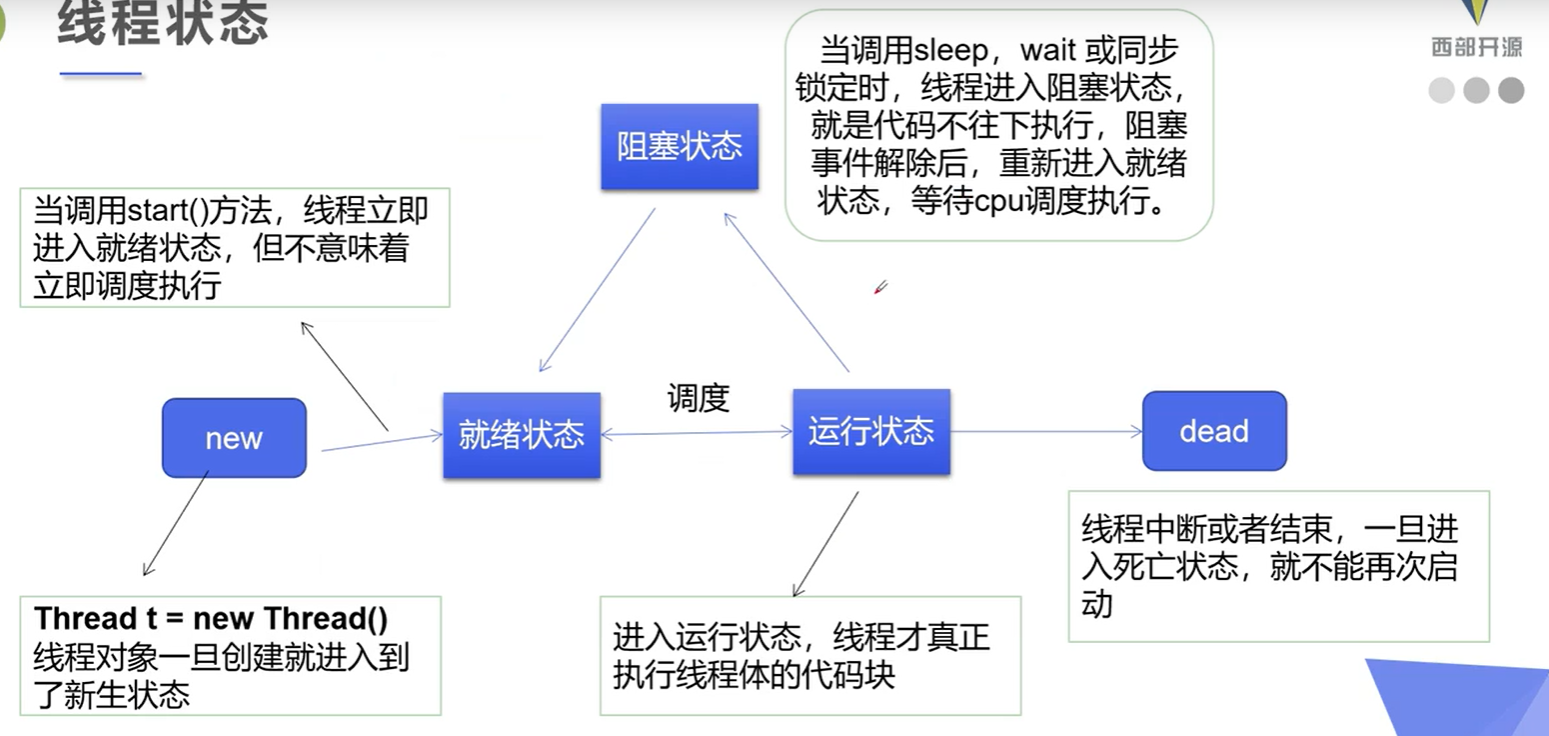 线程状态
西部开源
当调用sleep，wait 或同步
锁定时，线程进入阻塞状态，
就是代码不往下执行，阻塞
事件解除后，重新进入就绪
状态，等待cpu调度执行。
阻塞状态
当调用start()方法，线程立即
进入就绪状态，但不意味着
立即调度执行
new
就绪状态
调度
运行状态
dead
Thread t = new Thread()
线程对象一旦创建就进入到
了新生状态
进入运行状态，线程才真正
执行线程体的代码块
线程中断或者结束，一旦进
入死亡状态，就不能再次启
动